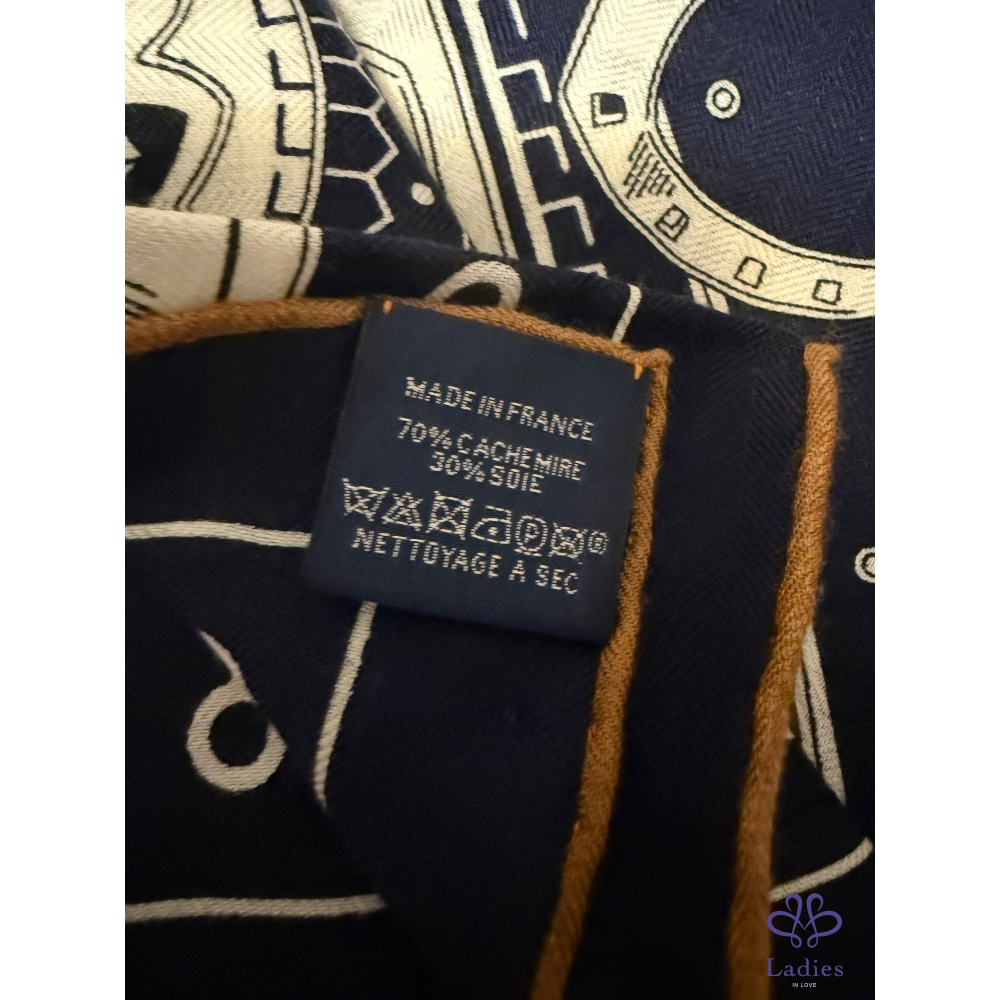 MADE IN FRANCE
70% CACHEMIRE
30% SOIE
P
®
NETTOYAGE A SEC
Ladies
IN LOVE